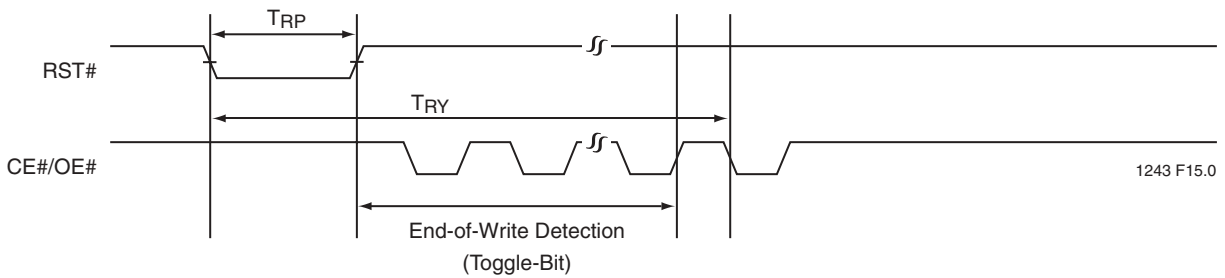 TRP
RST#
TRY
CE#/OE#
1243 F15.0
End-of-Write Detection
(Toggle-Bit)